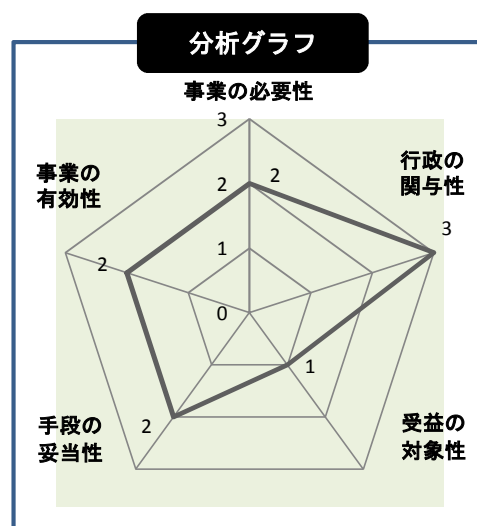 分析グラフ
事業の必要性
3
2
2
1
0
行政の
関与性
3
事業の
有効性
2
1
手段の
妥当性
2
受益の
対象性